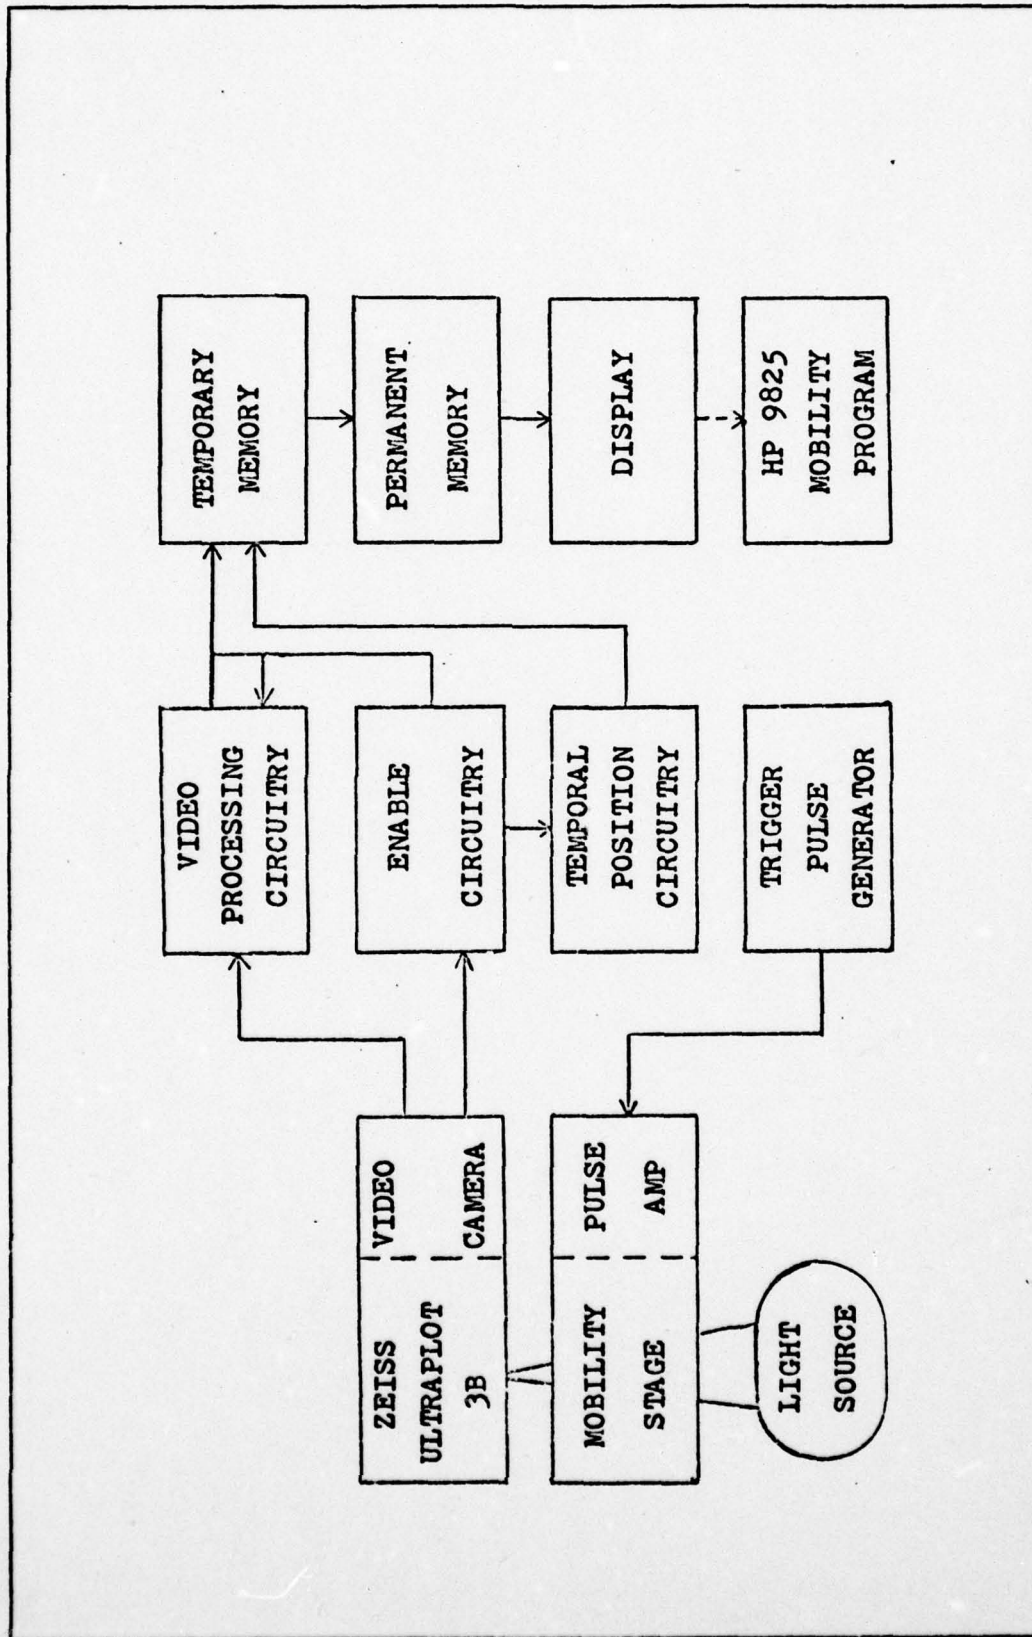 ZEISS
ULTRAPLOT
3B
VIDEO
CAMERA
MOBILITY
STAGE
PULSE
AMP
LIGHT
SOURCE
VIDEO
PROCESSING
CIRCUITRY
ENABLE
CIRCUITRY
TEMPORAL
POSITION
CIRCUITRY
TRIGGER
PULSE
GENERATOR
TEMPORARY
MEMORY
PERMANENT
MEMORY
DISPLAY
HP 9825
MOBILITY
PROGRAM